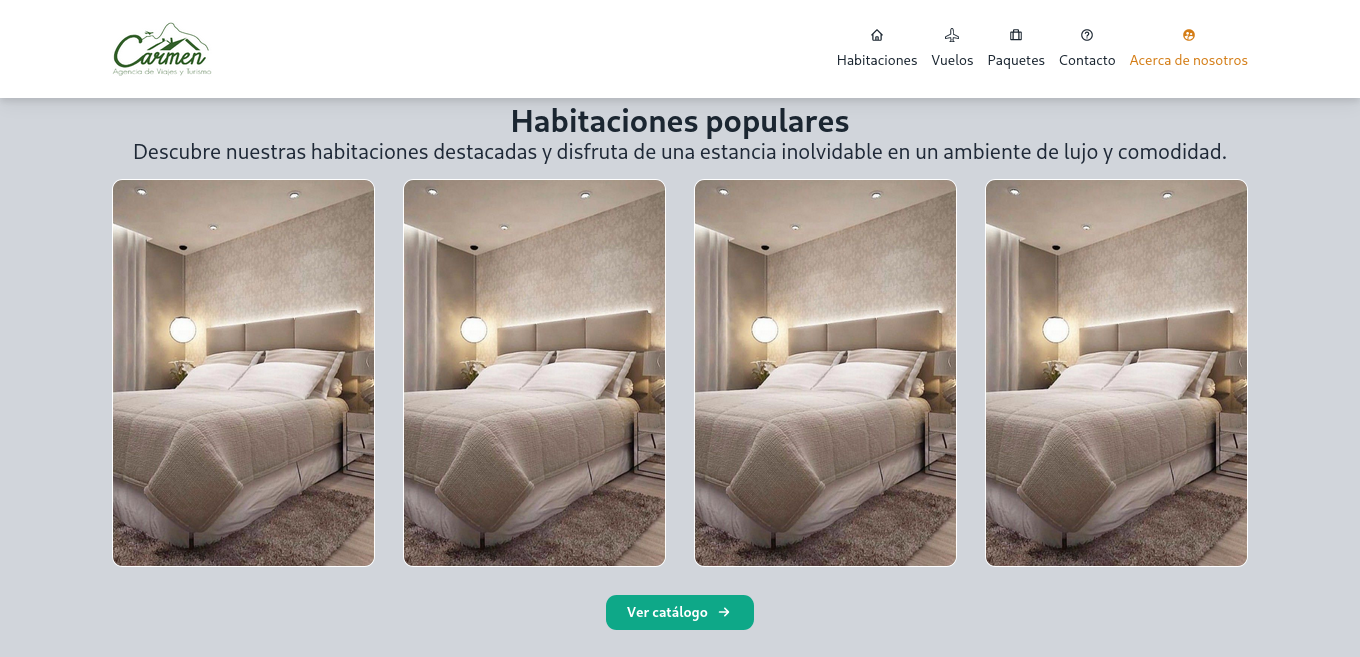 Carmen
Agencia de Viajes y Turismo
Habitaciones
Vuelos
Paquetes
Contacto
Acerca de nosotros
Habitaciones populares
Descubre nuestras habitaciones destacadas y disfruta de una estancia inolvidable en un ambiente de lujo y comodidad.
Ver catálogo